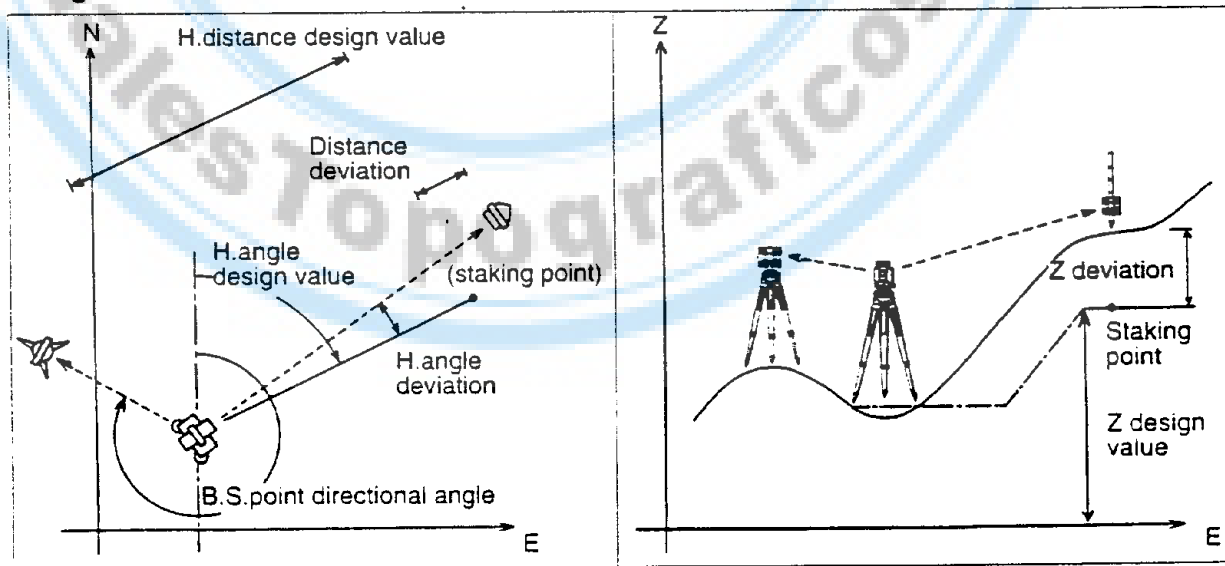 N
H.distance design value
Distance
deviation
H.angle
design value
(staking point)
H.angle
deviation
B.S.point directional angle
E
Z
Z deviation
Staking
point
Z design
value
E
alesTopografico